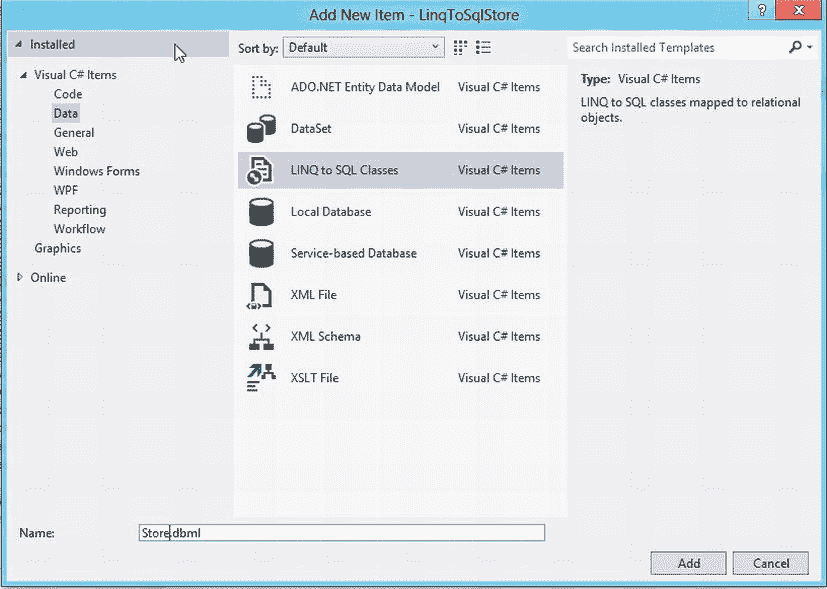 Add New Item - LinqToSqlStore
?
Installed
Sort by: Default
Search Installed Templates
Visual C# Items
Code
Data
General
Web
Windows Forms
WPF
Reporting
Workflow
Graphics
Online
ADO.NET Entity Data Model Visual C# Items
DataSet Visual C# Items
LINQ to SQL Classes Visual C# Items
Local Database Visual C# Items
Service-based Database Visual C# Items
XML File Visual C# Items
XML Schema Visual C# Items
XSLT File Visual C# Items
Type: Visual C# Items
LINQ to SQL classes mapped to relational
objects.
Name: Store.dbml
Add Cancel